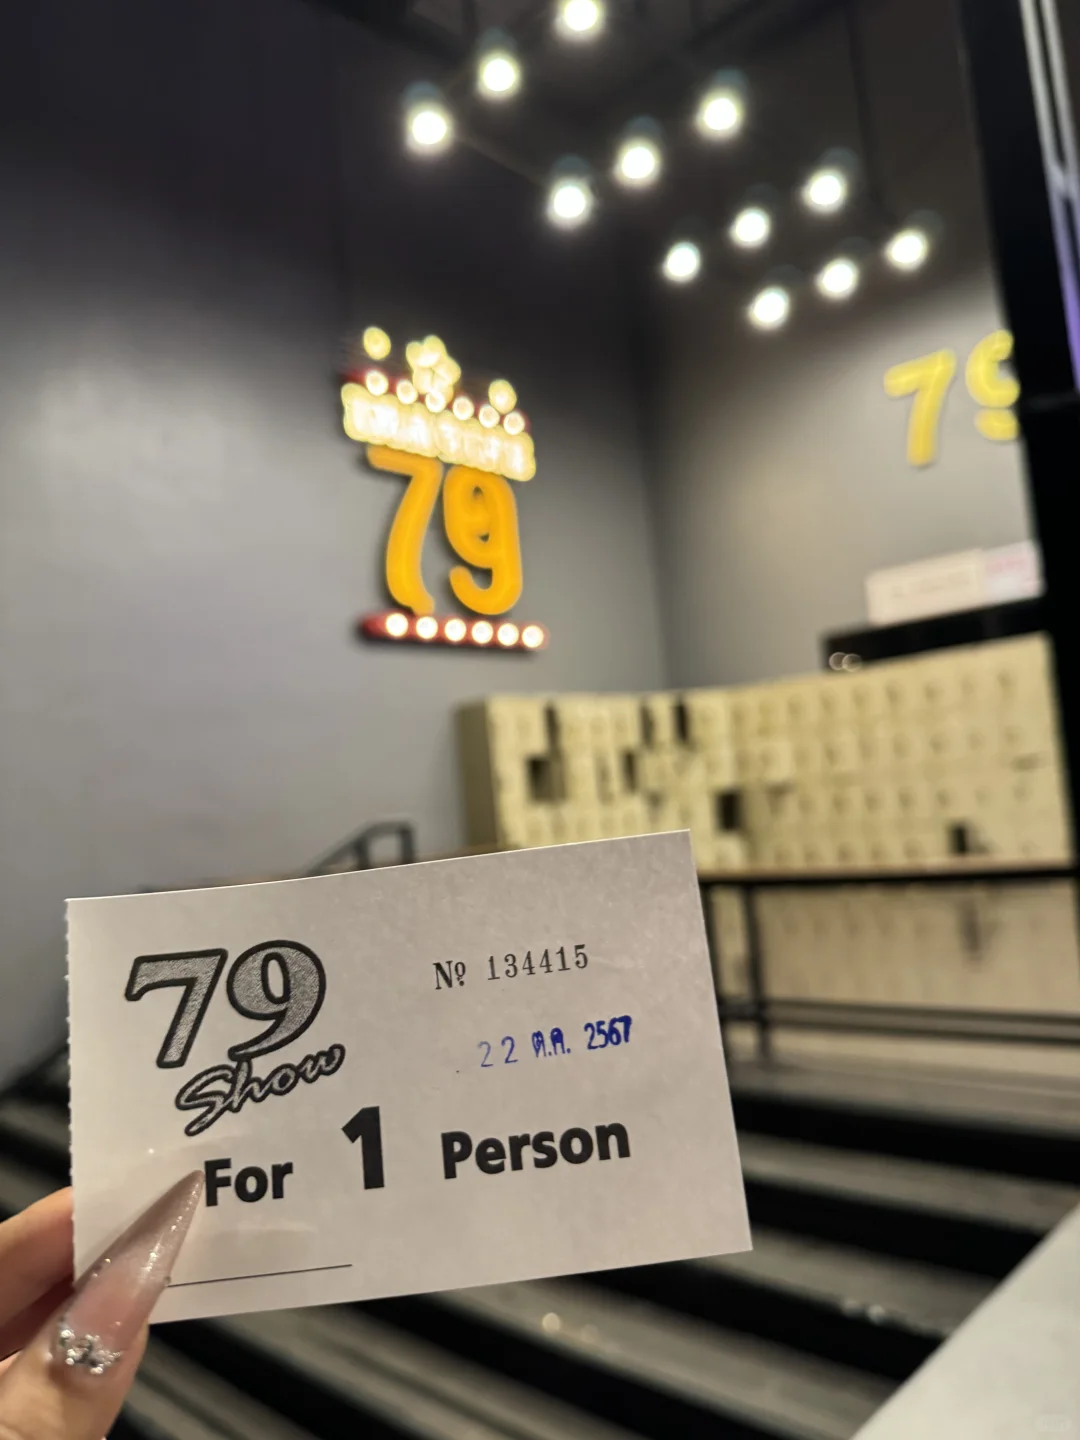 79
79
79
Show
№ 134415
22 ต.ค. 2567
For 1 Person